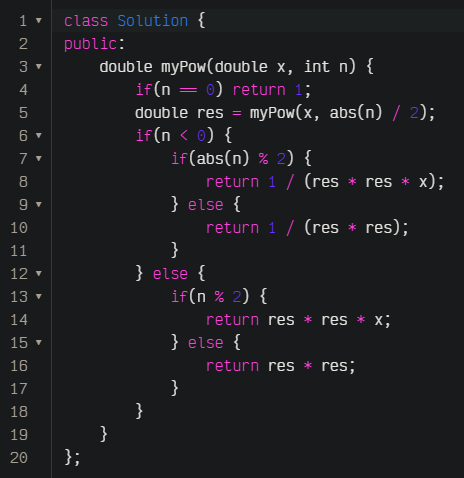 1 ▾ class Solution {
2 public:
3 ▾     double myPow(double x, int n) {
4         if(n == 0) return 1;
5         double res = myPow(x, abs(n) / 2);
6 ▾         if(n < 0) {
7 ▾             if(abs(n) % 2) {
8                 return 1 / (res * res * x);
9 ▾             } else {
10                 return 1 / (res * res);
11             }
12 ▾         } else {
13 ▾             if(n % 2) {
14                 return res * res * x;
15 ▾             } else {
16                 return res * res;
17             }
18         }
19     }
20 };